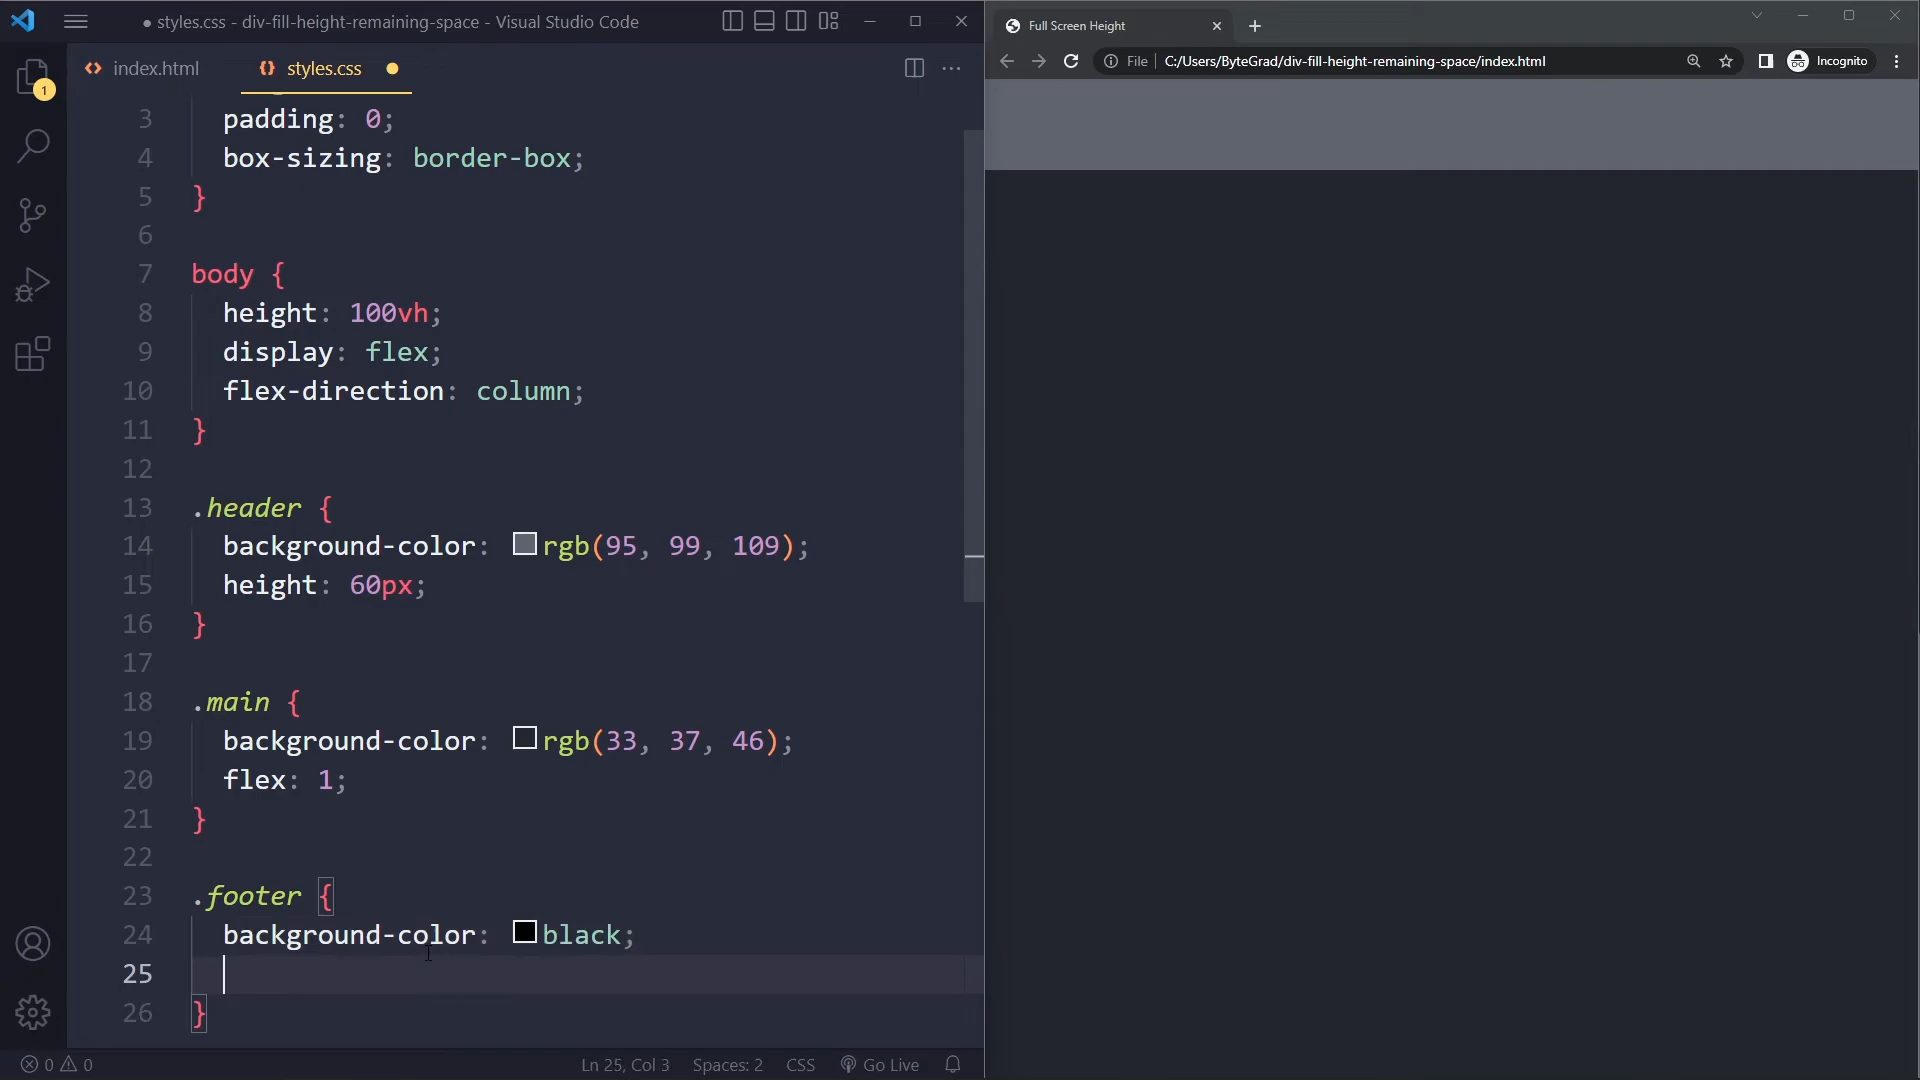 styles.css - div-fill-height-remaining-space - Visual Studio Code
index.html
styles.css
3 padding: 0;
4 box-sizing: border-box;
5 }
6
7 body {
8 height: 100vh;
9 display: flex;
10 flex-direction: column;
11 }
12
13 .header {
14 background-color: rgb(95, 99, 109);
15 height: 60px;
16 }
17
18 .main {
19 background-color: rgb(33, 37, 46);
20 flex: 1;
21 }
22
23 .footer {
24 background-color: black;
25
26 }
1
0 0
Ln 25, Col 3 Spaces: 2 CSS Go Live
Full Screen Height
File C:/Users/ByteGrad/div-fill-height-remaining-space/index.html
Incognito